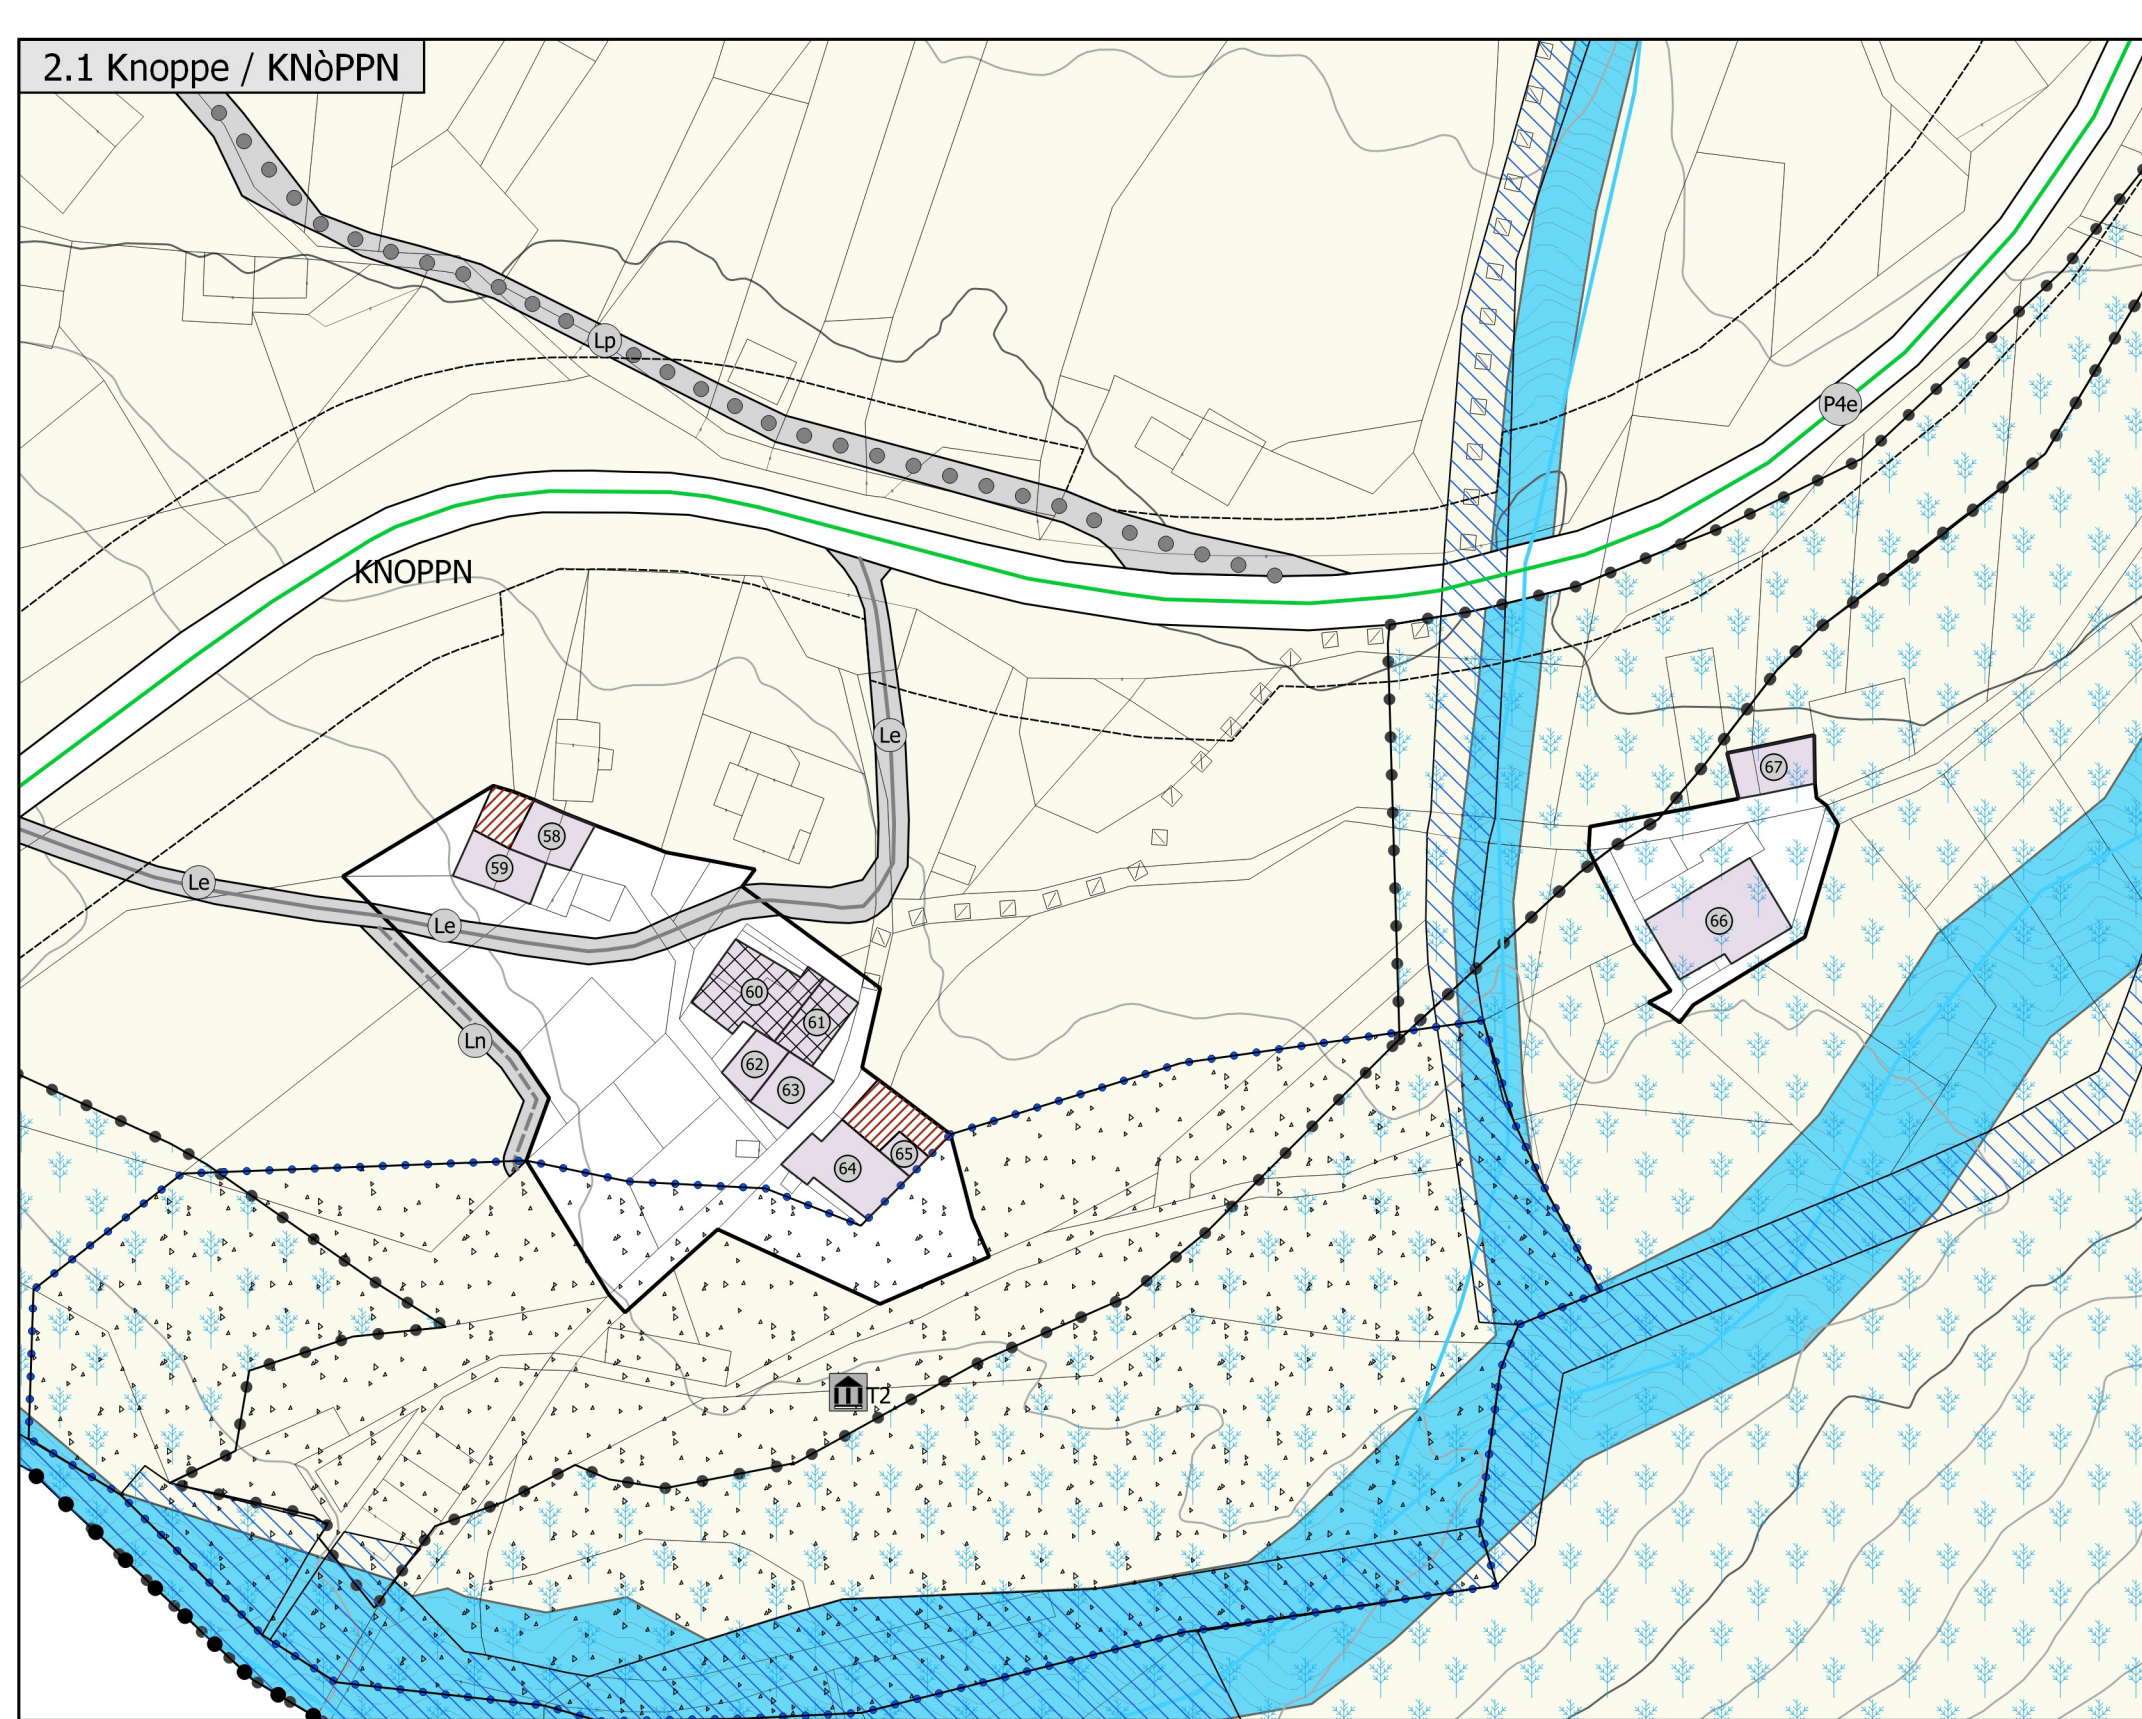 2.1 Knoppe / KNòPPN
Lp
P4e
KNOPPN
Le
67
58
59
Le
Le
66
60
61
Ln
62
63
65
64
T2